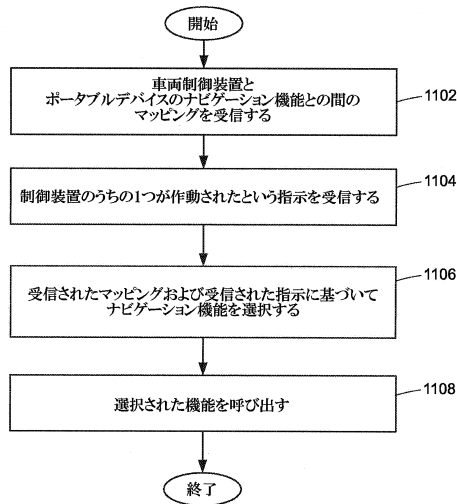 開始
車両制御装置と
ポータブルデバイスのナビゲーション機能との間の
マッピングを受信する
1102
制御装置のうちの1つが作動されたという指示を受信する
1104
受信されたマッピングおよび受信された指示に基づいて
ナビゲーション機能を選択する
1106
選択された機能を呼び出す
1108
終了